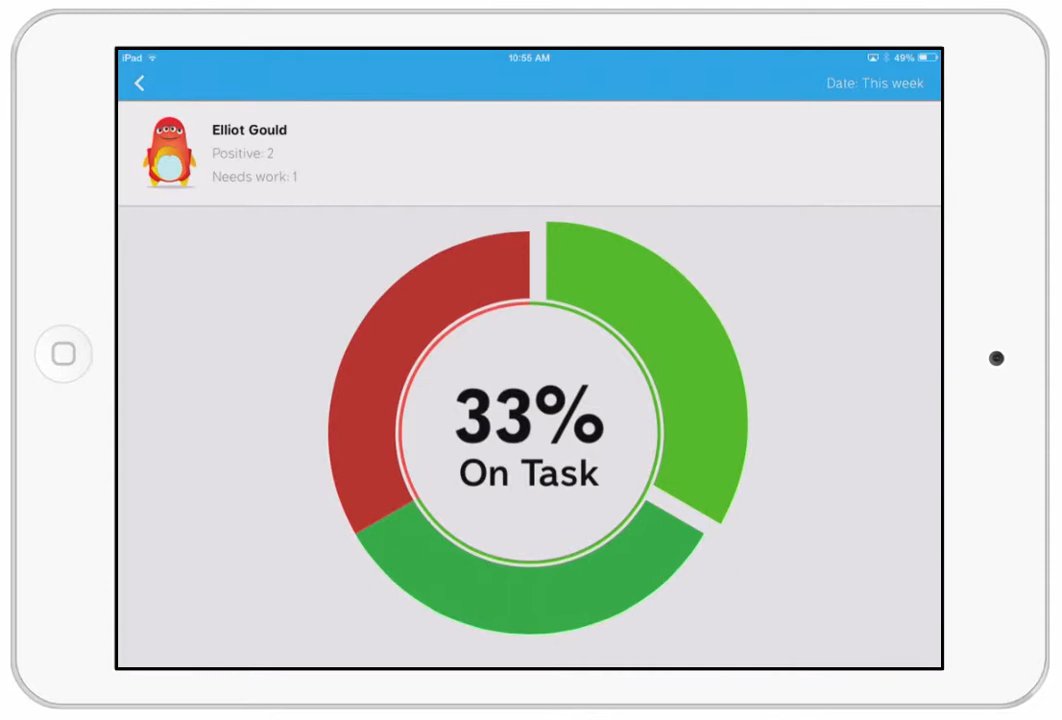 iPad 10:55 AM 49%
Date: This week
Elliot Gould
Positive: 2
Needs work: 1
33%
On Task